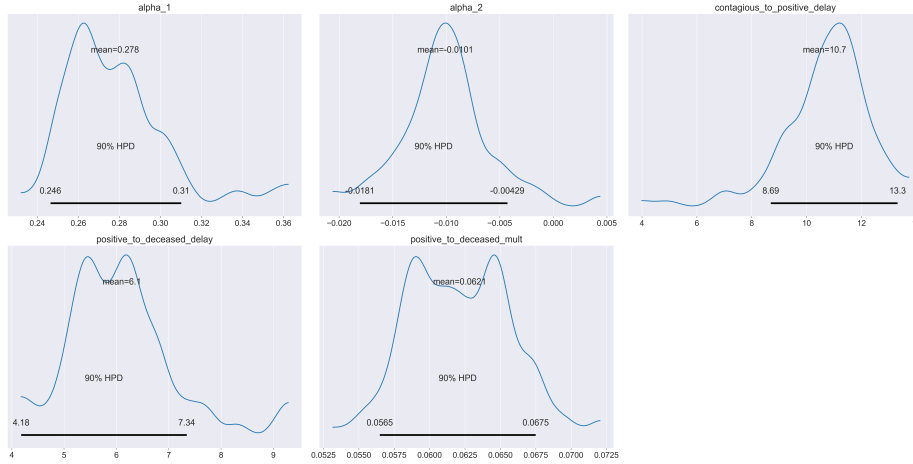 alpha_1
mean=0.278
90% HPD
0.246
0.31
0.24 0.26 0.28 0.30 0.32 0.34 0.36
alpha_2
mean=-0.0101
90% HPD
-0.0181
-0.00429
−0.020 −0.015 −0.010 −0.005 0.000 0.005
contagious_to_positive_delay
mean=10.7
90% HPD
8.69
13.3
4 6 8 10 12
positive_to_deceased_delay
mean=6.1
90% HPD
4.18
7.34
4 5 6 7 8 9
positive_to_deceased_mult
mean=0.0621
90% HPD
0.0565
0.0675
0.0525 0.0550 0.0575 0.0600 0.0625 0.0650 0.0675 0.0700 0.0725